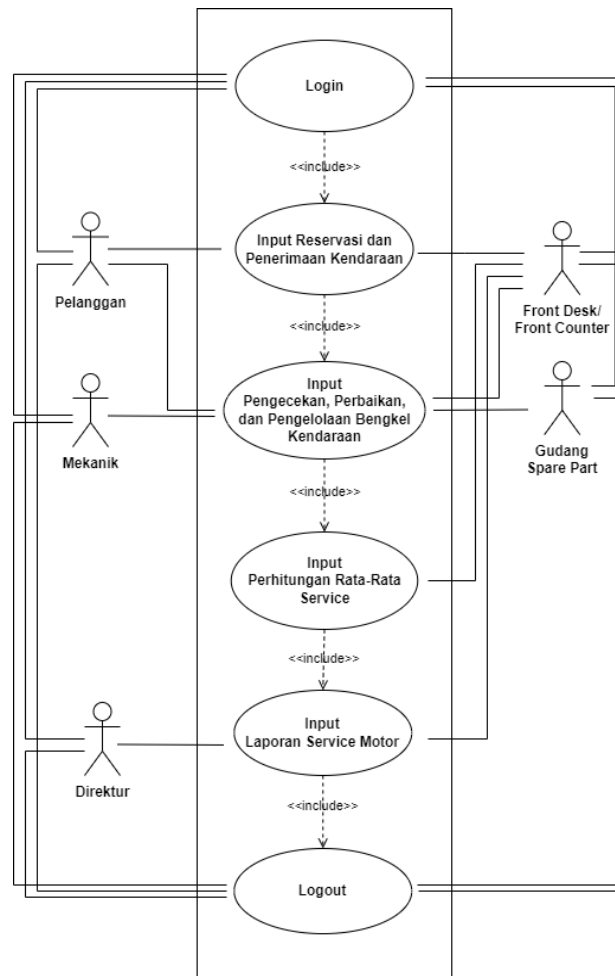 Login
<<include>>
Input Reservasi dan
Penerimaan Kendaraan
Pelanggan
Front Desk/
Front Counter
<<include>>
Input
Pengecekan, Perbaikan,
dan Pengelolaan Bengkel
Kendaraan
Mekanik
Gudang
Spare Part
<<include>>
Input
Perhitungan Rata-Rata
Service
<<include>>
Input
Laporan Service Motor
Direktur
<<include>>
Logout